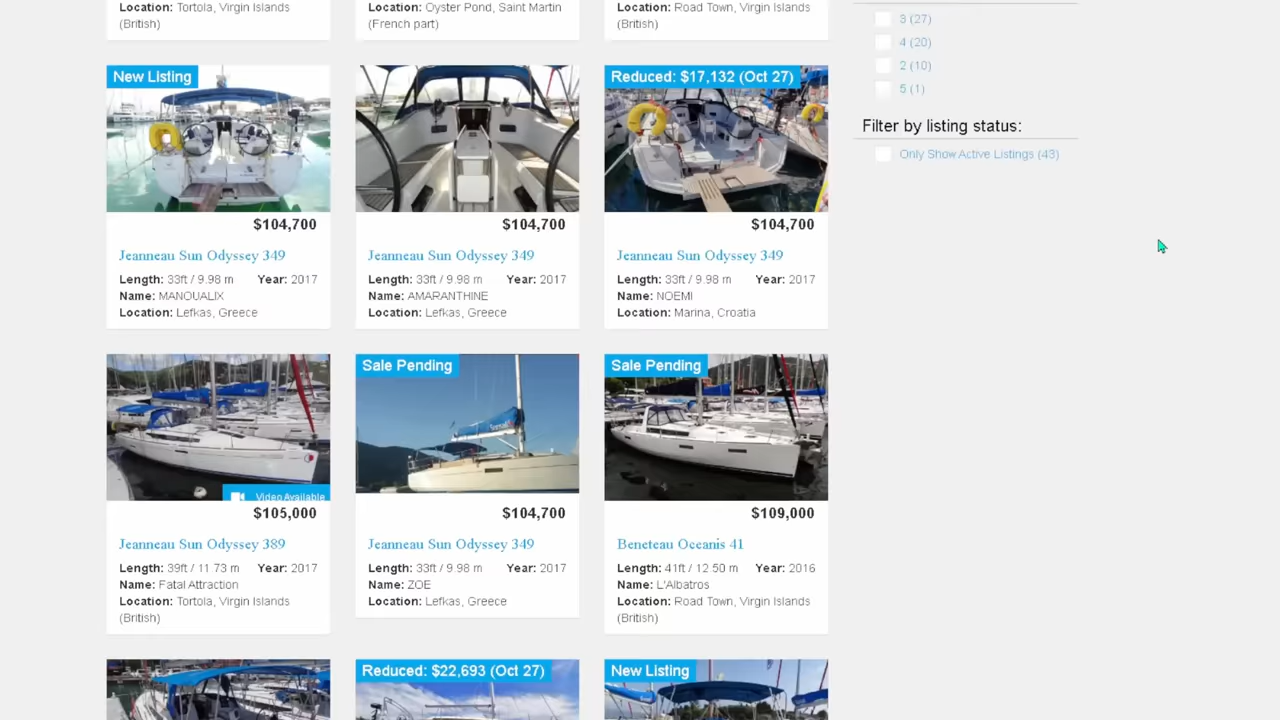 Location: Tortola, Virgin Islands
(British)
Location: Oyster Pond, Saint Martin
(French part)
Location: Road Town, Virgin Islands
(British)
3 (27)
4 (20)
2 (10)
5 (1)
Filter by listing status:
Only Show Active Listings (43)
New Listing
$104,700
Jeanneau Sun Odyssey 349
Length: 33ft / 9.98 m Year: 2017
Name: MANOUALIX
Location: Lefkas, Greece
$104,700
Jeanneau Sun Odyssey 349
Length: 33ft / 9.98 m Year: 2017
Name: AMARANTHINE
Location: Lefkas, Greece
Reduced: $17,132 (Oct 27)
$104,700
Jeanneau Sun Odyssey 349
Length: 33ft / 9.98 m Year: 2017
Name: NOEMI
Location: Marina, Croatia
Video Available
$105,000
Jeanneau Sun Odyssey 389
Length: 39ft / 11.73 m Year: 2017
Name: Fatal Attraction
Location: Tortola, Virgin Islands
(British)
Sale Pending
$104,700
Jeanneau Sun Odyssey 349
Length: 33ft / 9.98 m Year: 2017
Name: ZOE
Location: Lefkas, Greece
Sale Pending
$109,000
Beneteau Oceanis 41
Length: 41ft / 12.50 m Year: 2016
Name: L'Albatros
Location: Road Town, Virgin Islands
(British)
Reduced: $22,693 (Oct 27)
New Listing